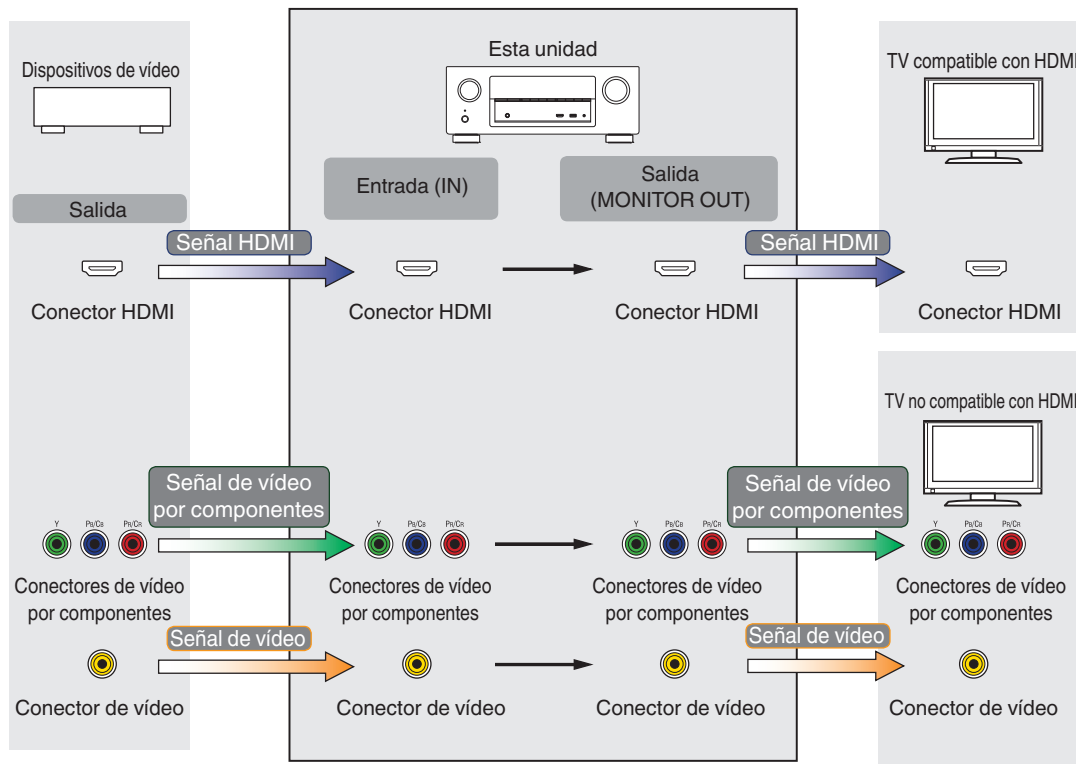 Dispositivos de vídeo
Esta unidad
TV compatible con HDMI
Salida
Entrada (IN)
Salida
(MONITOR OUT)
Señal HDMI
Señal HDMI
Conector HDMI
Conector HDMI
Conector HDMI
Conector HDMI
TV no compatible con HDMI
Señal de vídeo
por componentes
Señal de vídeo
por componentes
Y PB/CB PR/CR
Y PB/CB PR/CR
Y PB/CB PR/CR
Y PB/CB PR/CR
Conectores de vídeo
por componentes
Conectores de vídeo
por componentes
Conectores de vídeo
por componentes
Conectores de vídeo
por componentes
Señal de vídeo
Señal de vídeo
Conector de vídeo
Conector de vídeo
Conector de vídeo
Conector de vídeo